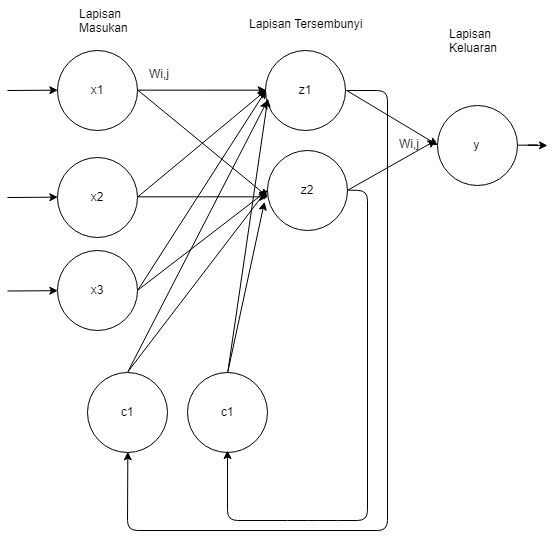 Lapisan
Masukan
Lapisan Tersembunyi
Lapisan
Keluaran
x1
Wi,j
z1
Wi,j
y
x2
z2
x3
c1
c1